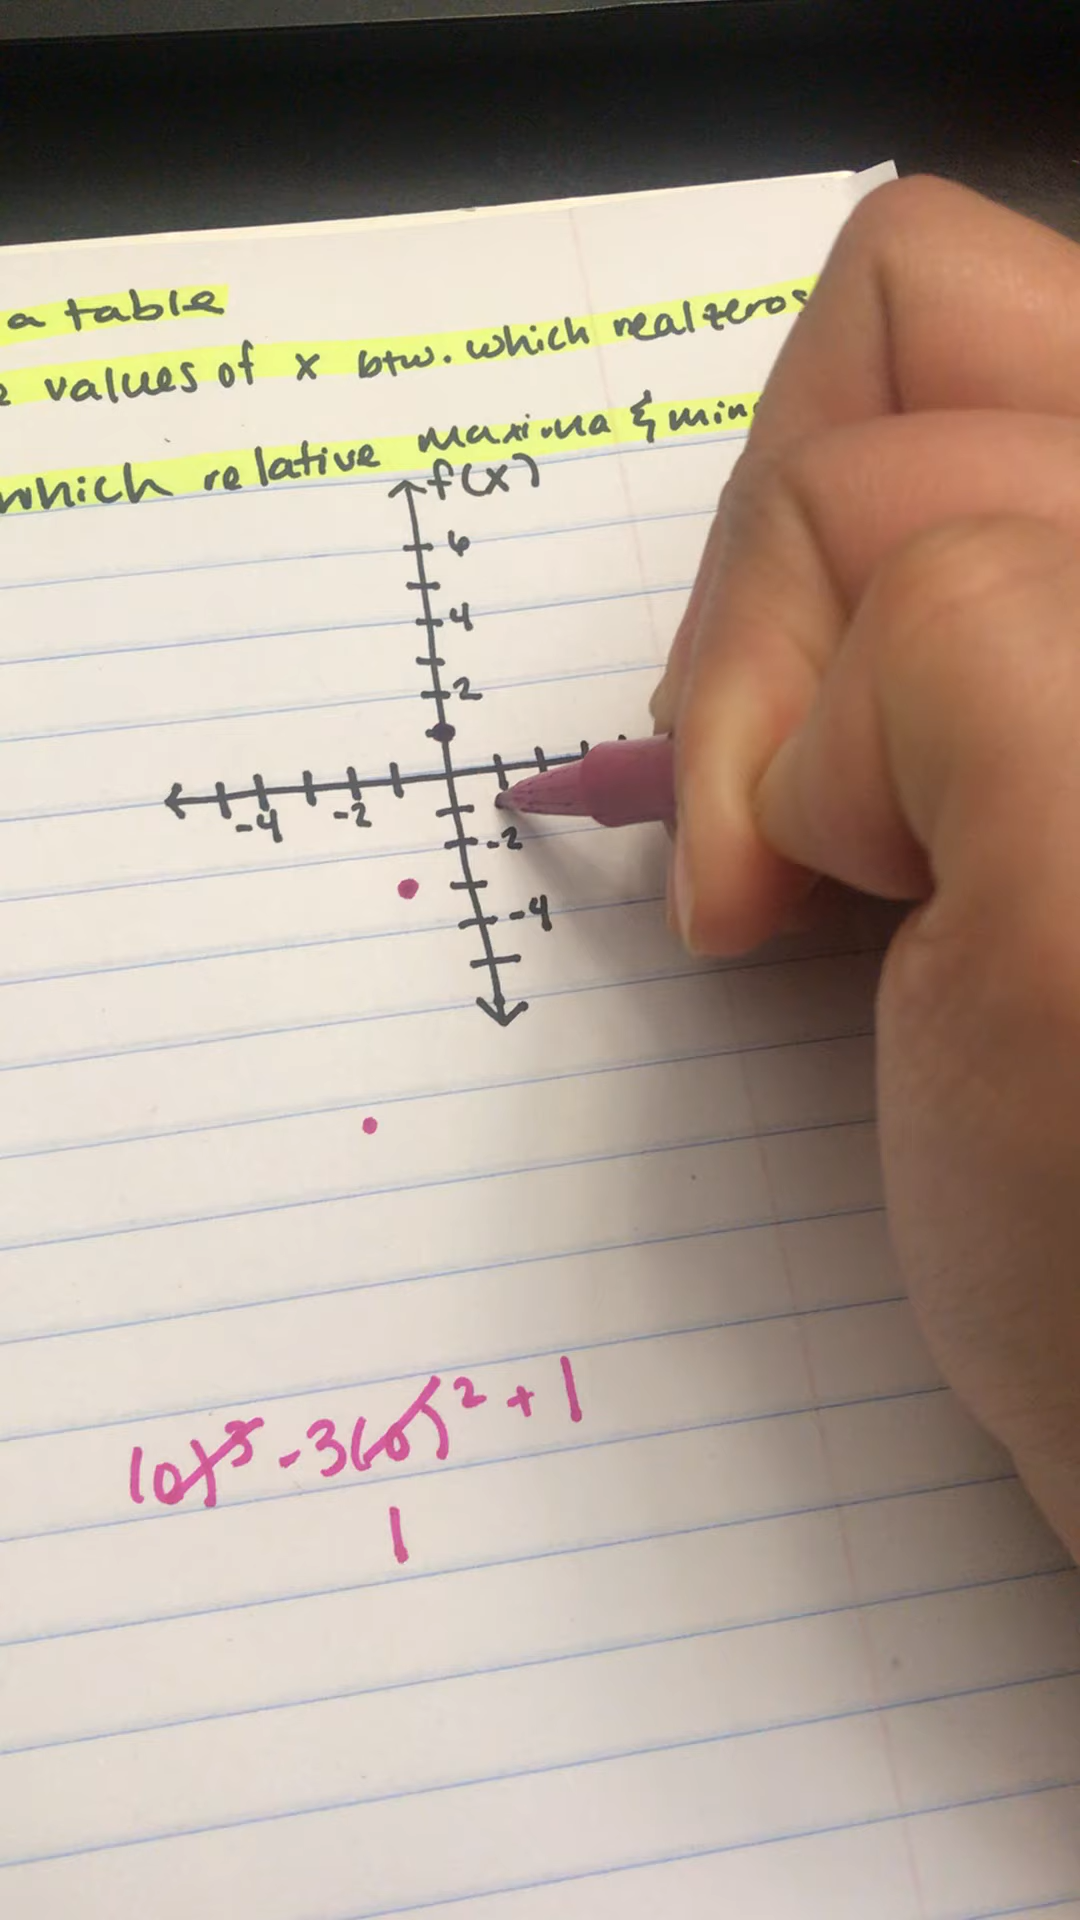 a table
values of x btw. which real zeros
which relative maxima & min
f(x)
6
4
2
-4 -2
-2
-4
(0)³ - 3(0)² + 1
1